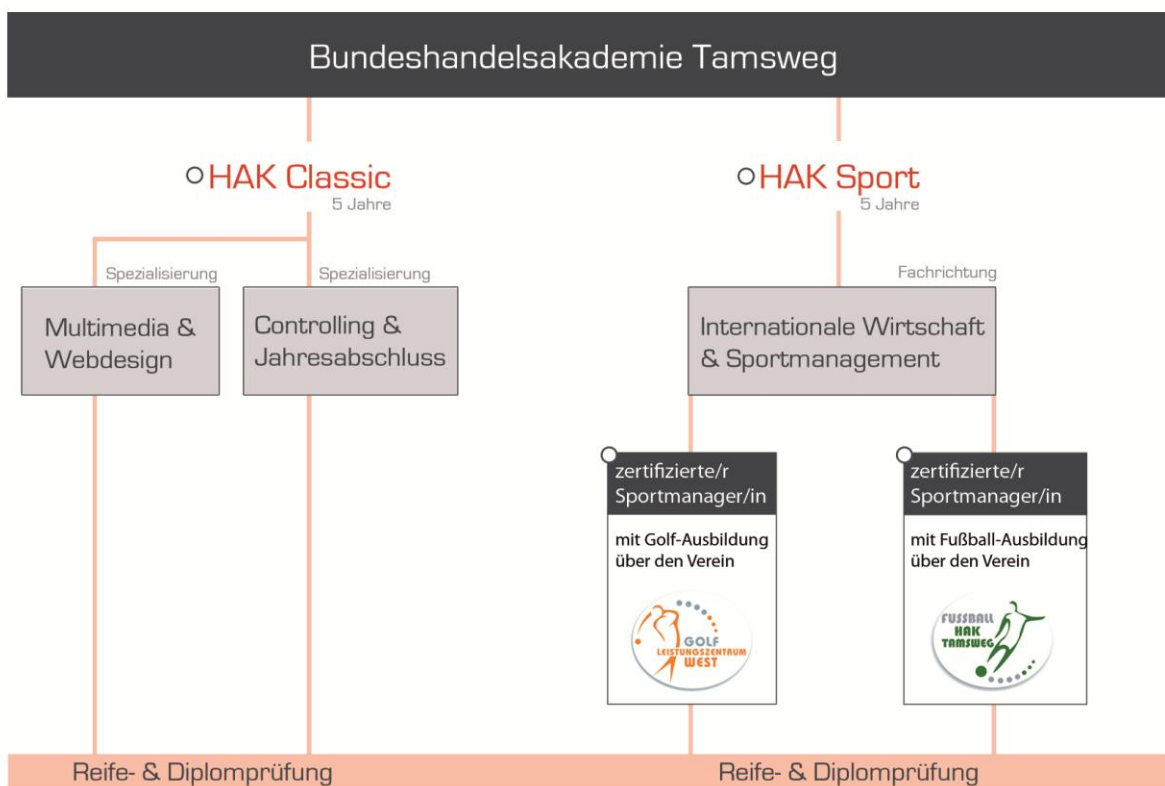 Bundeshandelsakademie Tamsweg
HAK Classic
5 Jahre
Spezialisierung
Multimedia &
Webdesign
Spezialisierung
Controlling &
Jahresabschluss
Reife- & Diplomprüfung
HAK Sport
5 Jahre
Fachrichtung
Internationale Wirtschaft
& Sportmanagement
zertifizierte/r
Sportmanager/in
mit Golf-Ausbildung
über den Verein
GOLF
LEISTUNGSZENTRUM
WEST
zertifizierte/r
Sportmanager/in
mit Fußball-Ausbildung
über den Verein
FUSSBALL
HAK
TAMSWEG
Reife- & Diplomprüfung